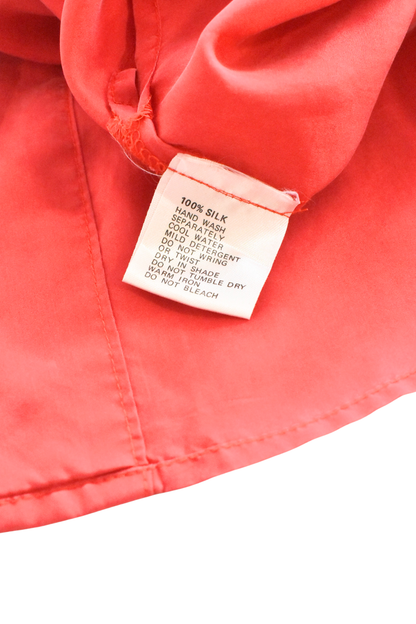 100% SILK
HAND WASH
SEPARATELY
COOL WATER
MILD DETERGENT
DO NOT WRING
OR TWIST
DRY IN SHADE
DO NOT TUMBLE DRY
WARM IRON
DO NOT BLEACH